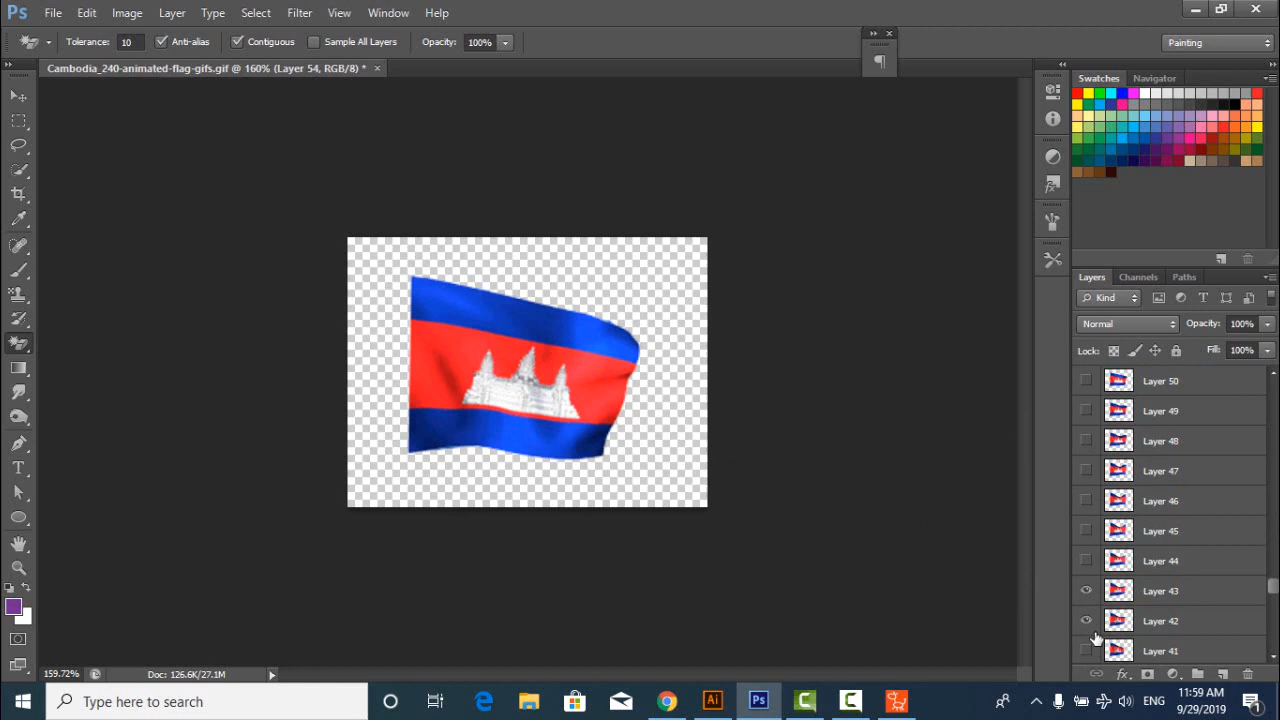 Ps File Edit Image Layer Type Select Filter View Window Help
Tolerance: 10 Anti-alias Contiguous Sample All Layers Opacity: 100% Painting
Cambodia_240-animated-flag-gifs.gif @ 160% (Layer 54, RGB/8) * ×
Swatches Navigator
Layers Channels Paths
Kind
Normal Opacity: 100%
Lock: Fill: 100%
Layer 50
Layer 49
Layer 48
Layer 47
Layer 46
Layer 45
Layer 44
Layer 43
Layer 42
Layer 41
159.72% Doc: 126.6K/27.1M
Type here to search
Ai Ps
ENG
11:59 AM
9/29/2019
1